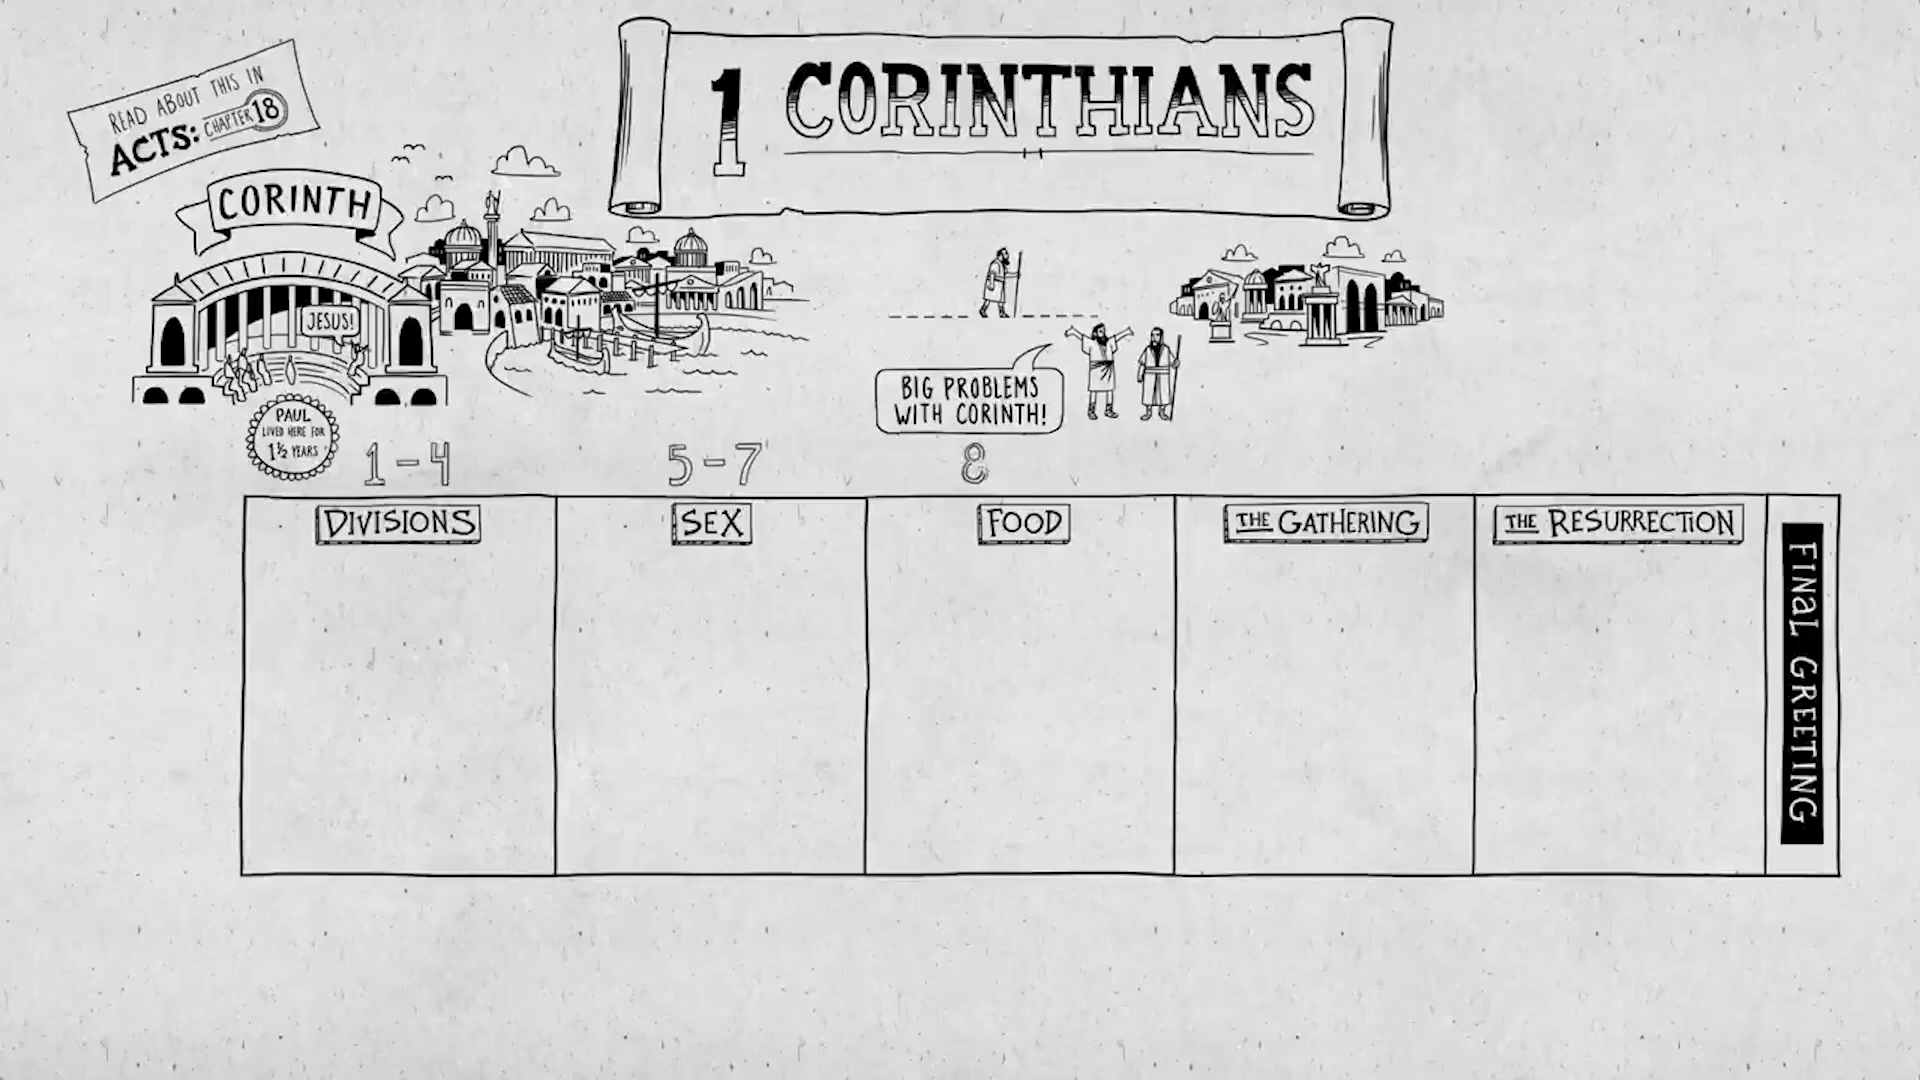 1 CORINTHIANS
READ ABOUT THIS IN
ACTS: CHAPTER 18
CORINTH
JESUS!
BIG PROBLEMS
WITH CORINTH!
PAUL
LIVED HERE FOR
1½ YEARS
1-4
5-7
8
DIVISIONS
SEX
FOOD
THE GATHERING
THE RESURRECTION
FINAL GREETING